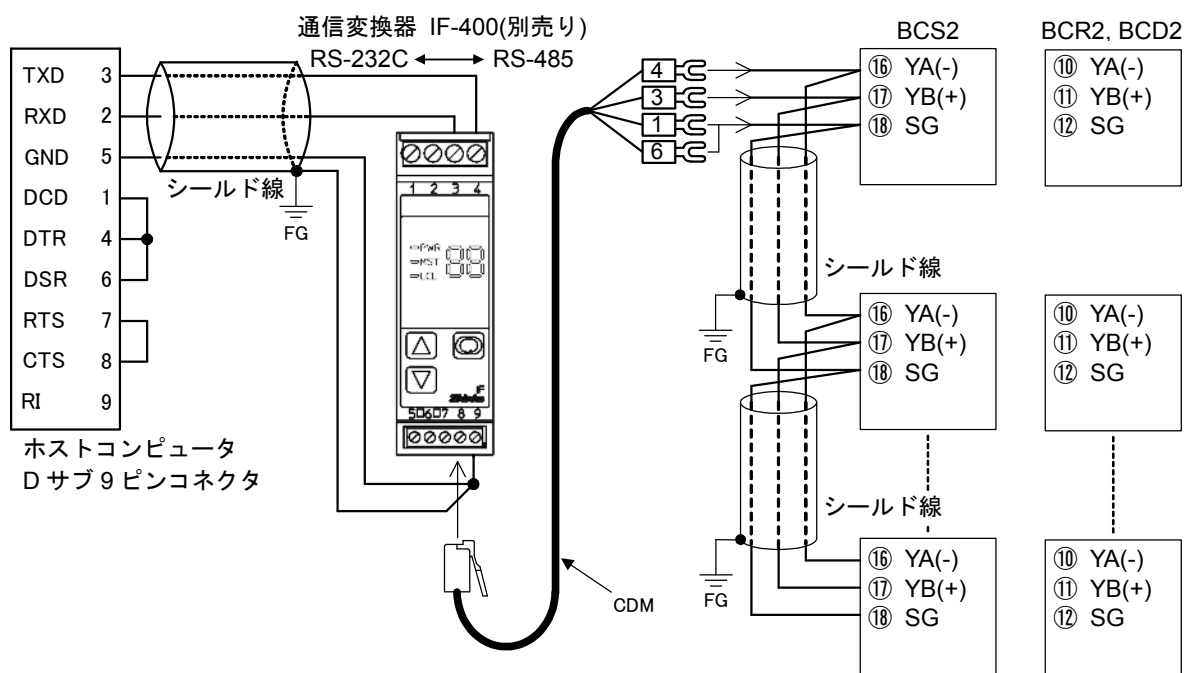 通信変換器 IF-400(別売り)
RS-232C RS-485
TXD 3
RXD 2
GND 5
DCD 1
DTR 4
DSR 6
RTS 7
CTS 8
RI 9
ホストコンピュータ
D サブ 9 ピンコネクタ
シールド線
FG
1 2 3 4
PWR
MST
LCL
88
IF
Shinko
5 6 7 8 9
CDM
4
3
1
6
BCS2
⑯ YA(-)
⑰ YB(+)
⑱ SG
シールド線
FG
⑯ YA(-)
⑰ YB(+)
⑱ SG
シールド線
FG
⑯ YA(-)
⑰ YB(+)
⑱ SG
BCR2, BCD2
⑩ YA(-)
⑪ YB(+)
⑫ SG
⑩ YA(-)
⑪ YB(+)
⑫ SG
⑩ YA(-)
⑪ YB(+)
⑫ SG